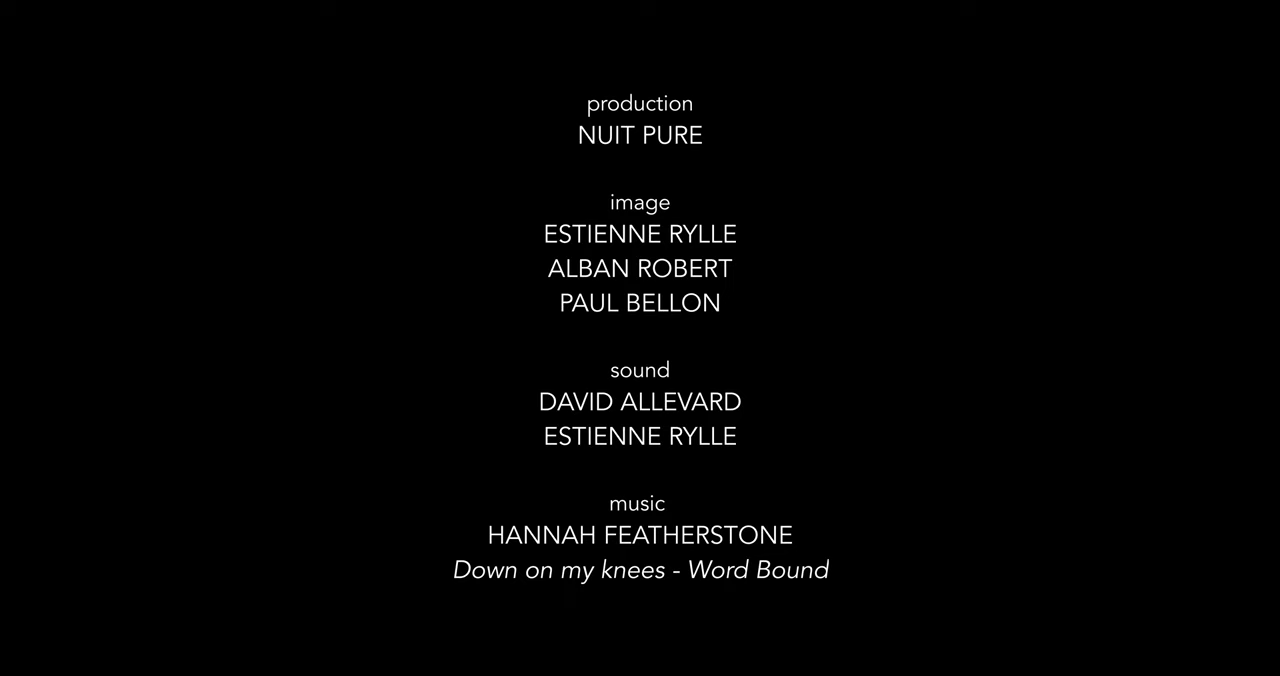 production
NUIT PURE
image
ESTIENNE RYLLE
ALBAN ROBERT
PAUL BELLON
sound
DAVID ALLEVARD
ESTIENNE RYLLE
music
HANNAH FEATHERSTONE
Down on my knees - Word Bound